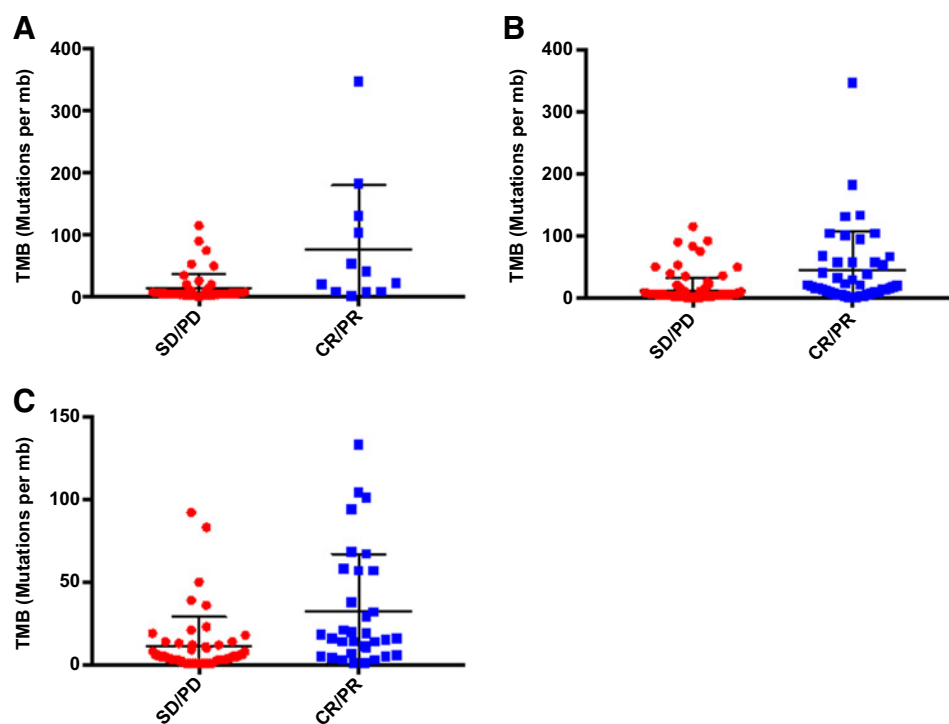 A
TMB (Mutations per mb)
400
300
200
100
0
SD/PD
CR/PR
B
TMB (Mutations per mb)
400
300
200
100
0
SD/PD
CR/PR
C
TMB (Mutations per mb)
150
100
50
0
SD/PD
CR/PR